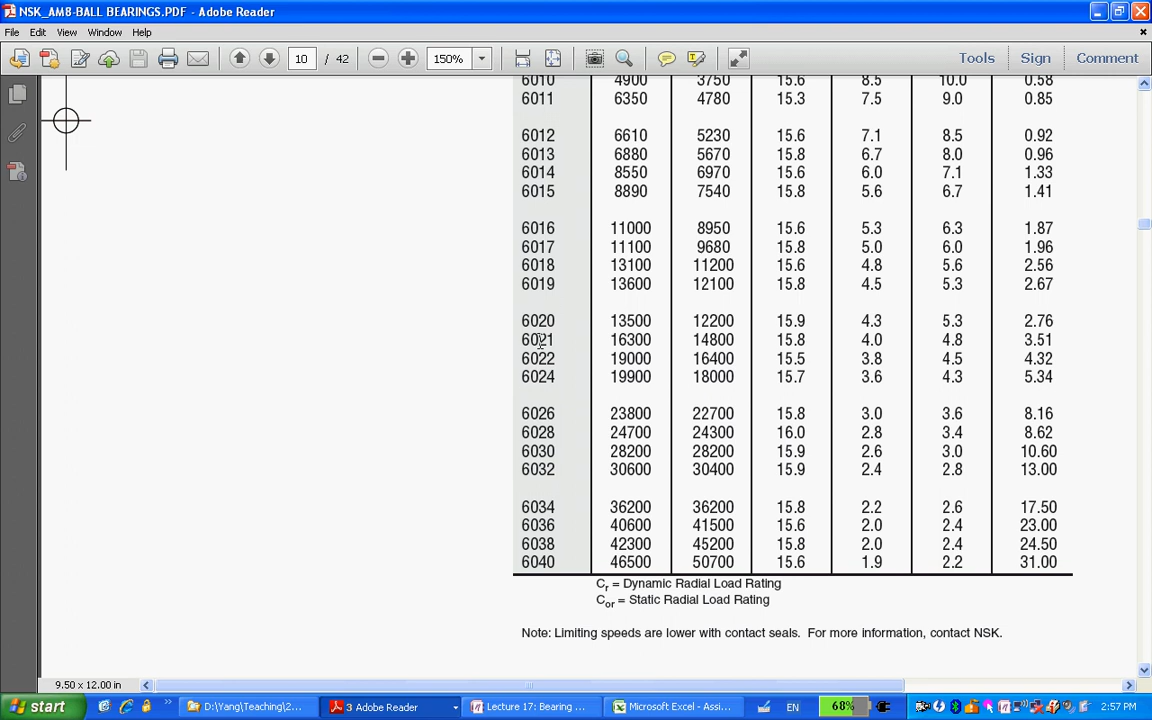 NSK_AM8-BALL BEARINGS.PDF - Adobe Reader
File Edit View Window Help
10 / 42 150% Tools Sign Comment
6010 4900 3750 15.6 8.5 10.0 0.58
6011 6350 4780 15.3 7.5 9.0 0.85
6012 6610 5230 15.6 7.1 8.5 0.92
6013 6880 5670 15.8 6.7 8.0 0.96
6014 8550 6970 15.6 6.0 7.1 1.33
6015 8890 7540 15.8 5.6 6.7 1.41
6016 11000 8950 15.6 5.3 6.3 1.87
6017 11100 9680 15.8 5.0 6.0 1.96
6018 13100 11200 15.6 4.8 5.6 2.56
6019 13600 12100 15.8 4.5 5.3 2.67
6020 13500 12200 15.9 4.3 5.3 2.76
6021 16300 14800 15.8 4.0 4.8 3.51
6022 19000 16400 15.5 3.8 4.5 4.32
6024 19900 18000 15.7 3.6 4.3 5.34
6026 23800 22700 15.8 3.0 3.6 8.16
6028 24700 24300 16.0 2.8 3.4 8.62
6030 28200 28200 15.9 2.6 3.0 10.60
6032 30600 30400 15.9 2.4 2.8 13.00
6034 36200 36200 15.8 2.2 2.6 17.50
6036 40600 41500 15.6 2.0 2.4 23.00
6038 42300 45200 15.8 2.0 2.4 24.50
6040 46500 50700 15.6 1.9 2.2 31.00
Cr = Dynamic Radial Load Rating
Cor = Static Radial Load Rating
Note: Limiting speeds are lower with contact seals. For more information, contact NSK.
9.50 x 12.00 in
start D:\Yang\Teaching\2... 3 Adobe Reader Lecture 17: Bearing ... Microsoft Excel - Assi... 68% EN 2:57 PM